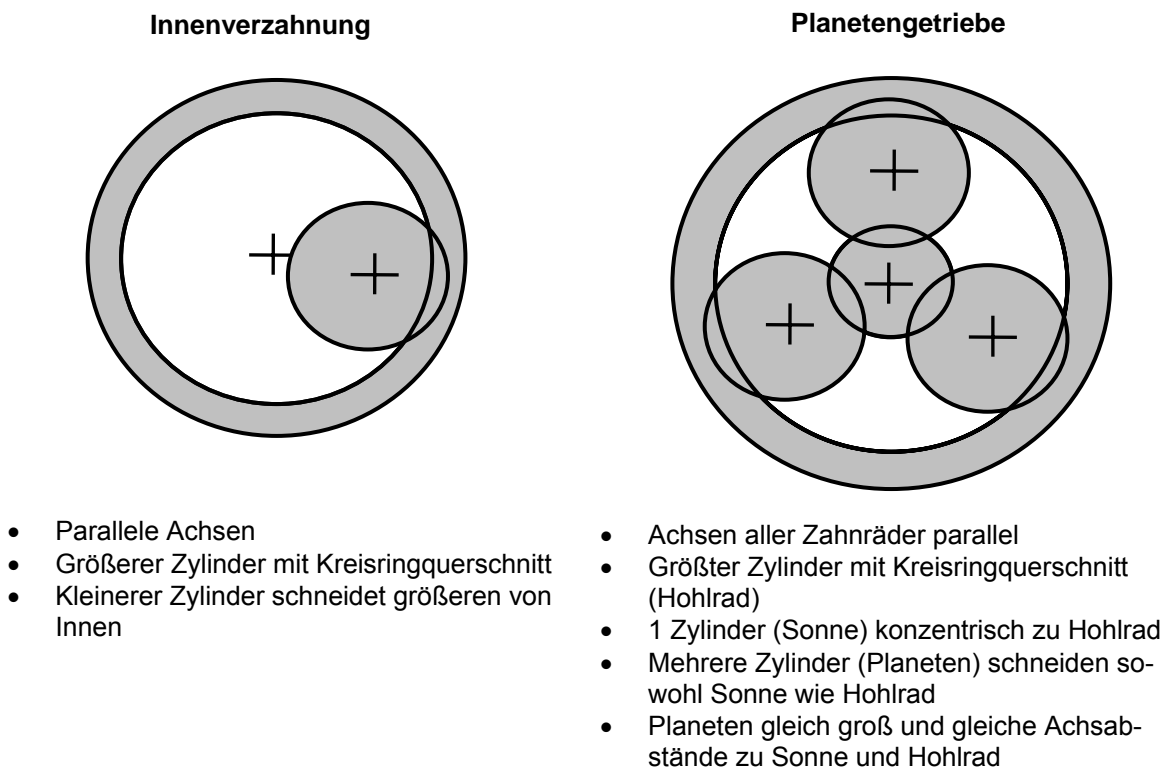 Innenverzahnung
• Parallele Achsen
• Größerer Zylinder mit Kreisringquerschnitt
• Kleinerer Zylinder schneidet größeren von
Innen
Planetengetriebe
• Achsen aller Zahnräder parallel
• Größter Zylinder mit Kreisringquerschnitt
(Hohlrad)
• 1 Zylinder (Sonne) konzentrisch zu Hohlrad
• Mehrere Zylinder (Planeten) schneiden so-
wohl Sonne wie Hohlrad
• Planeten gleich groß und gleiche Achsab-
stände zu Sonne und Hohlrad